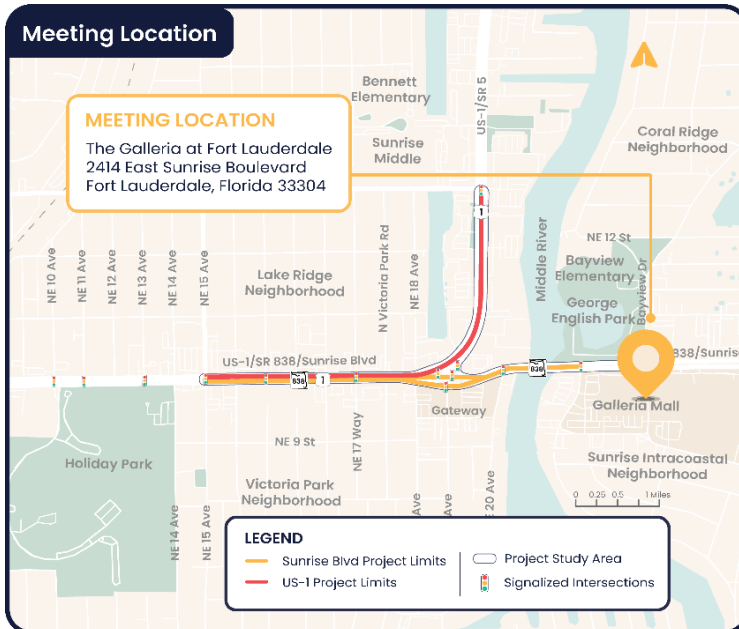 Meeting Location
MEETING LOCATION
The Galleria at Fort Lauderdale
2414 East Sunrise Boulevard
Fort Lauderdale, Florida 33304
Bennett
Elementary
Sunrise
Middle
US-1/SR 5
Coral Ridge
Neighborhood
1
NE 12 St
Bayview
Elementary
Bayview Dr
George
English Park
Middle River
NE 10 Ave
NE 11 Ave
NE 12 Ave
NE 13 Ave
NE 14 Ave
NE 15 Ave
Lake Ridge
Neighborhood
N Victoria Park Rd
NE 18 Ave
US-1/SR 838/Sunrise Blvd
838
1
838
838/Sunrise
Gateway
Galleria Mall
Holiday Park
NE 9 St
NE 17 Way
Victoria Park
Neighborhood
Sunrise Intracoastal
Neighborhood
NE 14 Ave
NE 15 Ave
Ave
Ave
20 Ave
0 0.25 0.5 1 Miles
LEGEND
Sunrise Blvd Project Limits
US-1 Project Limits
Project Study Area
Signalized Intersections